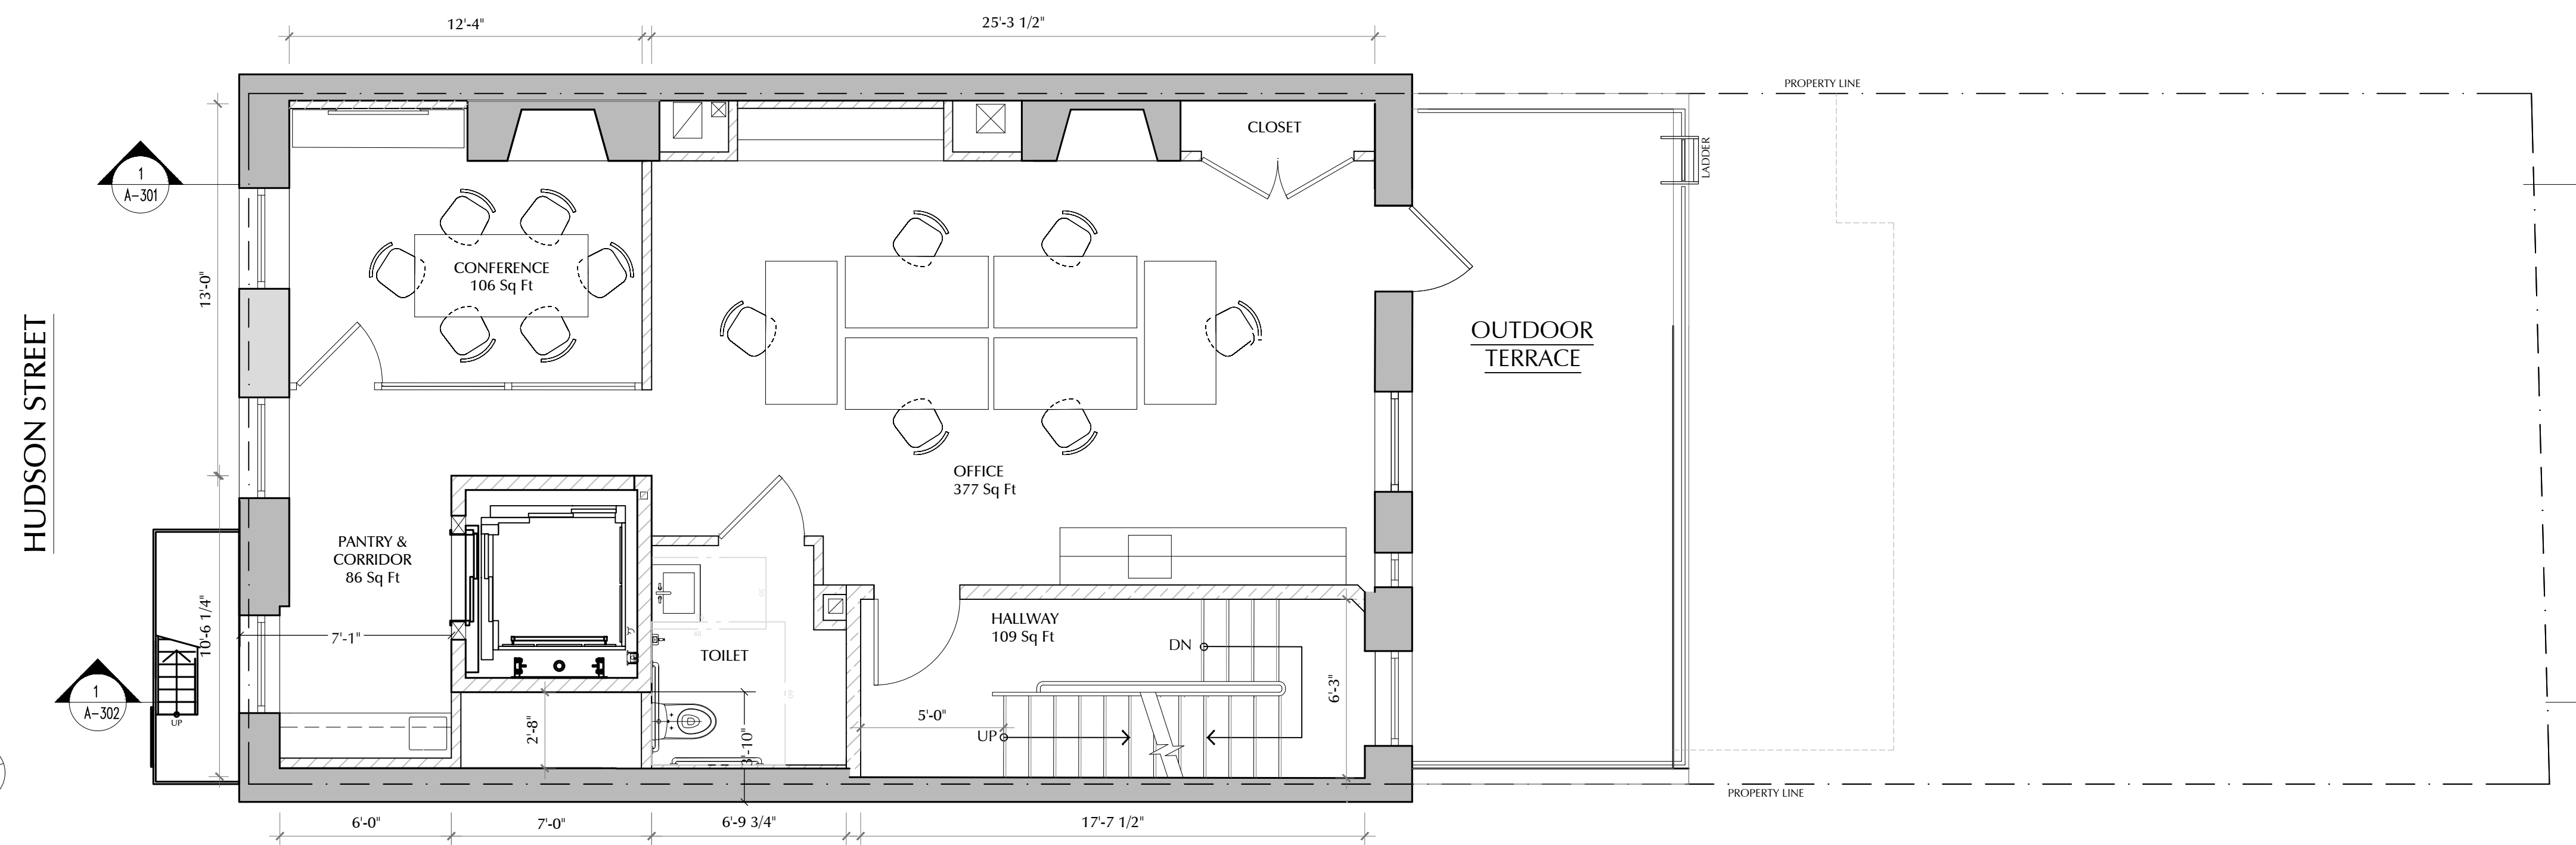 12'-4"
25'-3 1/2"
PROPERTY LINE
CLOSET
LADDER
1
A-301
CONFERENCE
106 Sq Ft
13'-0"
HUDSON STREET
OUTDOOR
TERRACE
OFFICE
377 Sq Ft
PANTRY &
CORRIDOR
86 Sq Ft
10'-6 1/4"
7'-1"
HALLWAY
109 Sq Ft
DN
TOILET
6'-3"
1
A-302
UP
2'-8"
5'-0"
UP
PROPERTY LINE
6'-0"
7'-0"
6'-9 3/4"
17'-7 1/2"